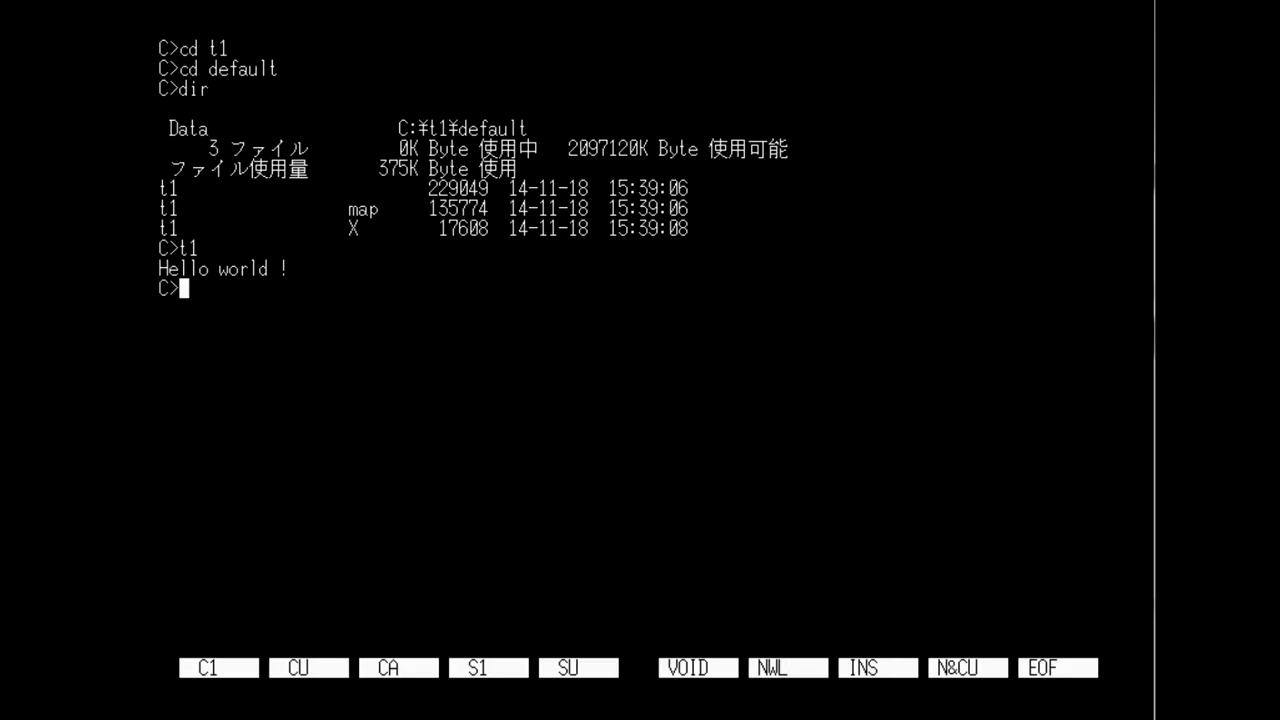 C>cd t1
C>cd default
C>dir
Data C:¥t1¥default
3 ファイル 0K Byte 使用中 2097120K Byte 使用可能
ファイル使用量 375K Byte 使用
t1 229049 14-11-18 15:39:06
t1 map 135774 14-11-18 15:39:06
t1 X 17608 14-11-18 15:39:08
C>t1
Hello world !
C>
C1 CU CA S1 SU VOID NWL INS N&CU EOF